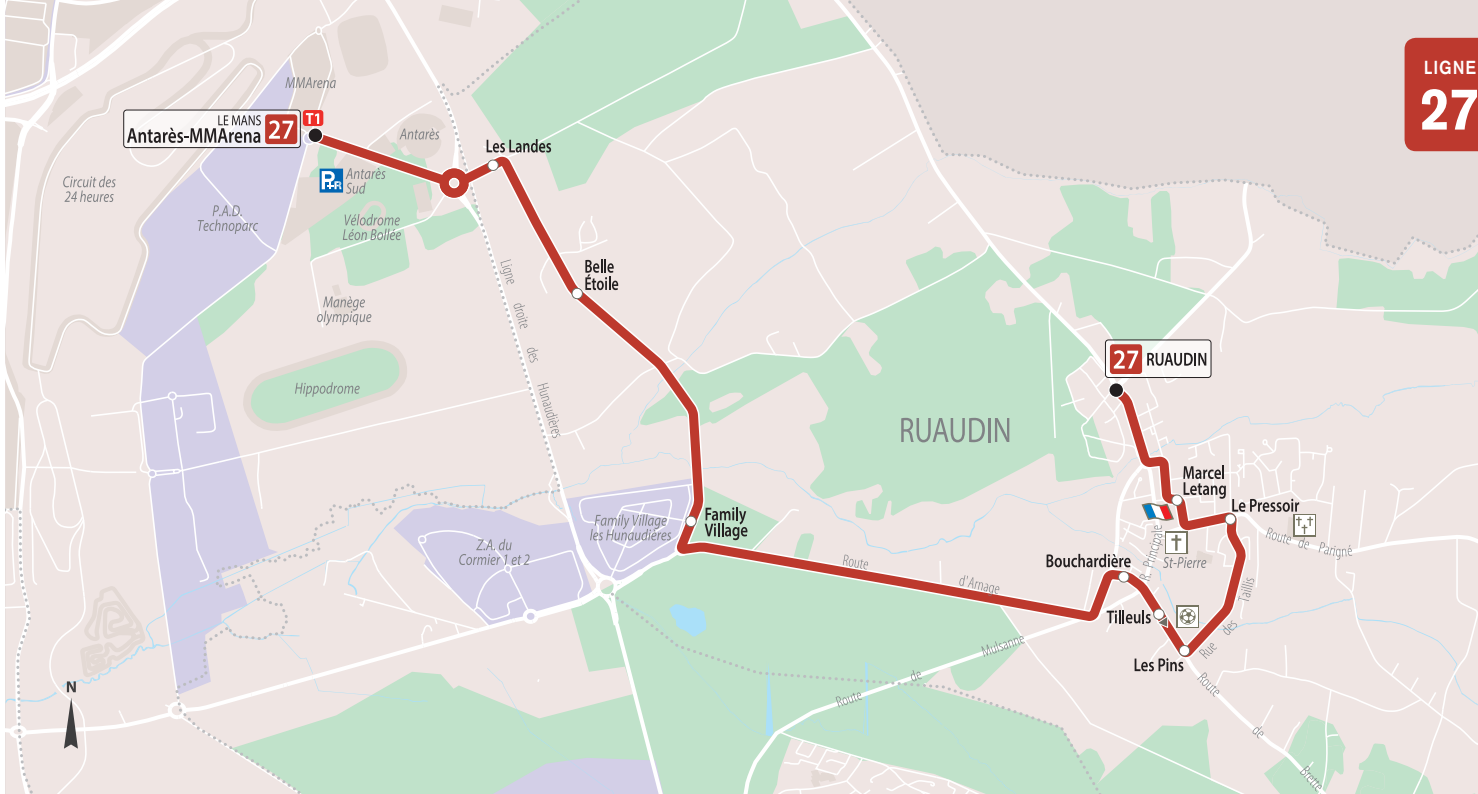 LIGNE
27
MMArena
LE MANS
Antarès-MMArena 27
T1
Antarès
Les Landes
P+R
Antarès
Sud
Circuit des
24 heures
P.A.D.
Technoparc
Vélodrome
Léon Bollée
Belle
Étoile
Manège
olympique
Ligne droite des Hunaudières
27 RUAUDIN
Hippodrome
RUAUDIN
Marcel
Letang
Le Pressoir
Family
Village
Family Village
les Hunaudières
Route de Parigné
Z.A. du
Cormier 1 et 2
R. Principale
St-Pierre
Bouchardière
Route d'Arnage
Tilleuls
Rue des Taillis
Les Pins
Route de Mulsanne
Route de Brette
N